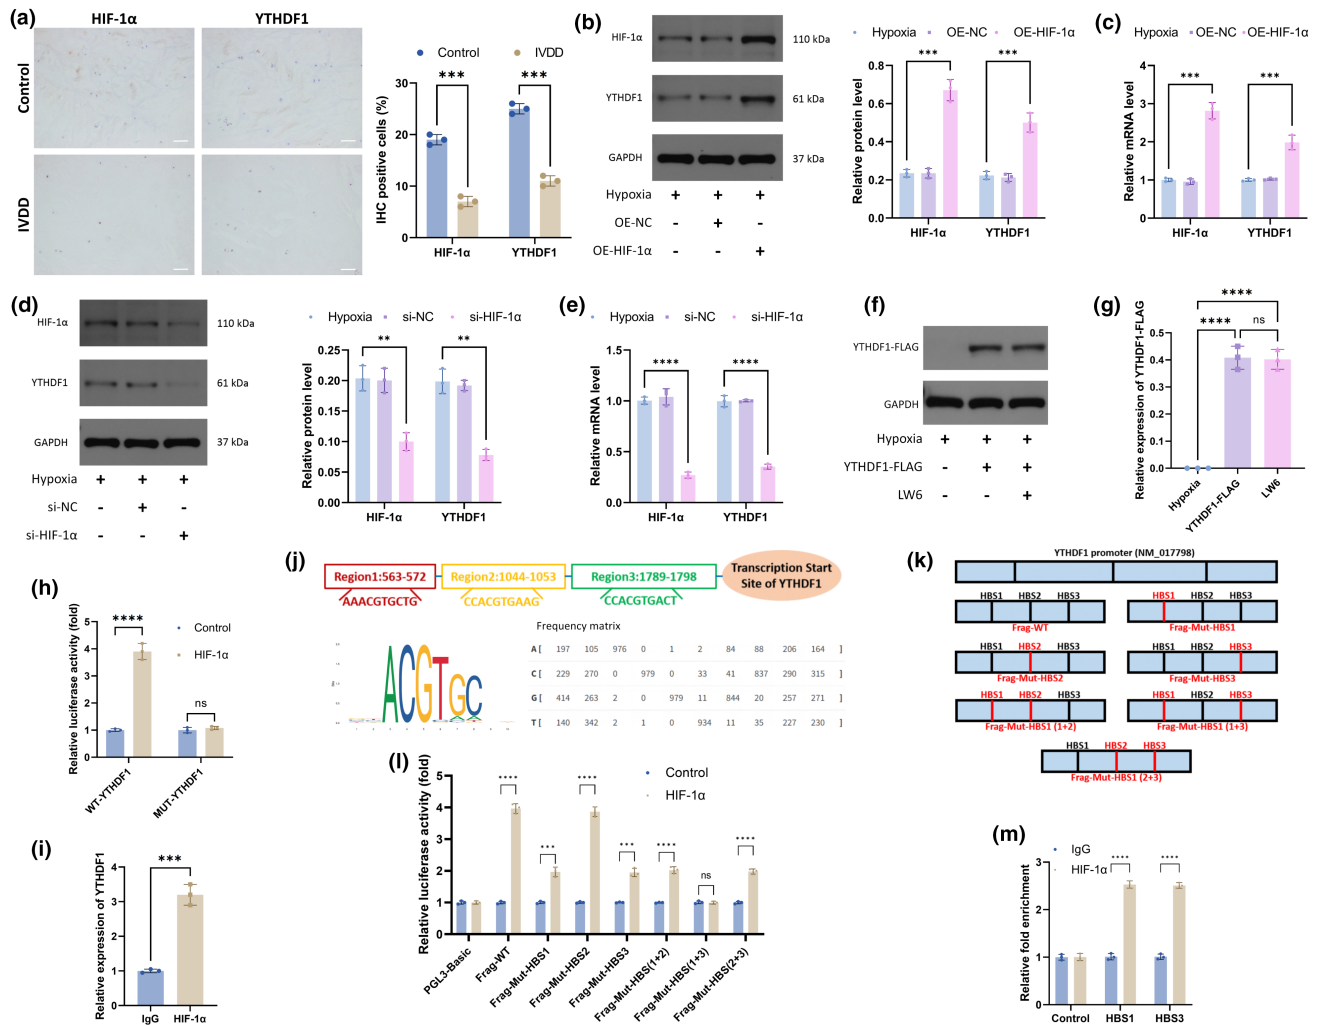 (a)
HIF-1α
YTHDF1
Control
IVDD
Control
IVDD
IHC positive cells (%)
30
20
10
0
***
***
HIF-1α
YTHDF1
(b)
HIF-1α
110 kDa
YTHDF1
61 kDa
GAPDH
37 kDa
Hypoxia + + +
OE-NC - + -
OE-HIF-1α - - +
Hypoxia OE-NC OE-HIF-1α
Relative protein level
0.8
0.6
0.4
0.2
0.0
***
***
HIF-1α
YTHDF1
(c)
Hypoxia OE-NC OE-HIF-1α
Relative mRNA level
4
3
2
1
0
***
***
HIF-1α
YTHDF1
(d)
HIF-1α
110 kDa
YTHDF1
61 kDa
GAPDH
37 kDa
Hypoxia + + +
si-NC - + -
si-HIF-1α - - +
Hypoxia si-NC si-HIF-1α
Relative protein level
0.25
0.20
0.15
0.10
0.05
0.00
**
**
HIF-1α
YTHDF1
(e)
Hypoxia si-NC si-HIF-1α
Relative mRNA level
1.5
1.0
0.5
0.0
****
****
HIF-1α
YTHDF1
(f)
YTHDF1-FLAG
GAPDH
Hypoxia + + +
YTHDF1-FLAG - + +
LW6 - - +
(g)
Relative expression of YTHDF1-FLAG
0.5
0.4
0.3
0.2
0.1
0.0
****
****
ns
Hypoxia
YTHDF1-FLAG
LW6
(h)
Control
HIF-1α
Relative luciferase activity (fold)
5
4
3
2
1
0
****
ns
WT-YTHDF1
MUT-YTHDF1
(i)
Relative expression of YTHDF1
4
3
2
1
0
***
IgG
HIF-1α
(j)
Region1:563-572
Region2:1044-1053
Region3:1789-1798
Transcription Start
Site of YTHDF1
AAACGTGCTG
CCACGTGAAG
CCACGTGACT
Frequency matrix
ACGTGC
A [ 197 105 976 0 1 2 84 88 206 164 ]
C [ 229 270 0 979 0 33 41 837 290 315 ]
G [ 414 263 2 0 979 11 844 20 257 271 ]
T [ 140 342 2 1 0 934 11 35 227 230 ]
(k)
YTHDF1 promoter (NM_017798)
HBS1 HBS2 HBS3
Frag-WT
HBS1 HBS2 HBS3
Frag-Mut-HBS1
HBS1 HBS2 HBS3
Frag-Mut-HBS2
HBS1 HBS2 HBS3
Frag-Mut-HBS3
HBS1 HBS2 HBS3
Frag-Mut-HBS1 (1+2)
HBS1 HBS2 HBS3
Frag-Mut-HBS1 (1+3)
HBS1 HBS2 HBS3
Frag-Mut-HBS1 (2+3)
(l)
Control
HIF-1α
Relative luciferase activity (fold)
5
4
3
2
1
0
****
***
****
***
****
ns
****
PGL3-Basic
Frag-WT
Frag-Mut-HBS1
Frag-Mut-HBS2
Frag-Mut-HBS3
Frag-Mut-HBS(1+2)
Frag-Mut-HBS(1+3)
Frag-Mut-HBS(2+3)
(m)
IgG
HIF-1α
Relative fold enrichment
3
2
1
0
****
****
Control
HBS1
HBS3